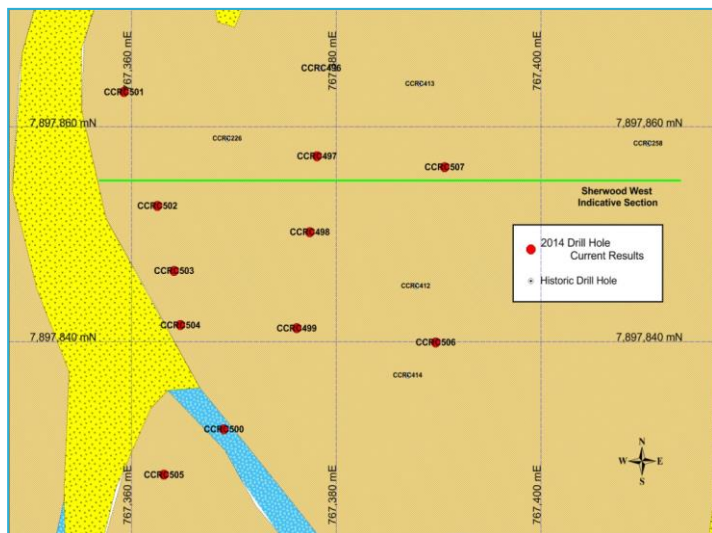 767,360 mE
767,380 mE
767,400 mE
CCRC496
CCRC413
CCRC501
7,897,860 mN
7,897,860 mN
CCRC226
CCRC258
CCRC497
CCRC507
Sherwood West
Indicative Section
CCRC502
CCRC498
2014 Drill Hole
Current Results
Historic Drill Hole
CCRC503
CCRC412
CCRC504
CCRC499
7,897,840 mN
7,897,840 mN
CCRC506
CCRC414
CCRC500
N
W E
S
CCRC505
767,360 mE
767,380 mE
767,400 mE